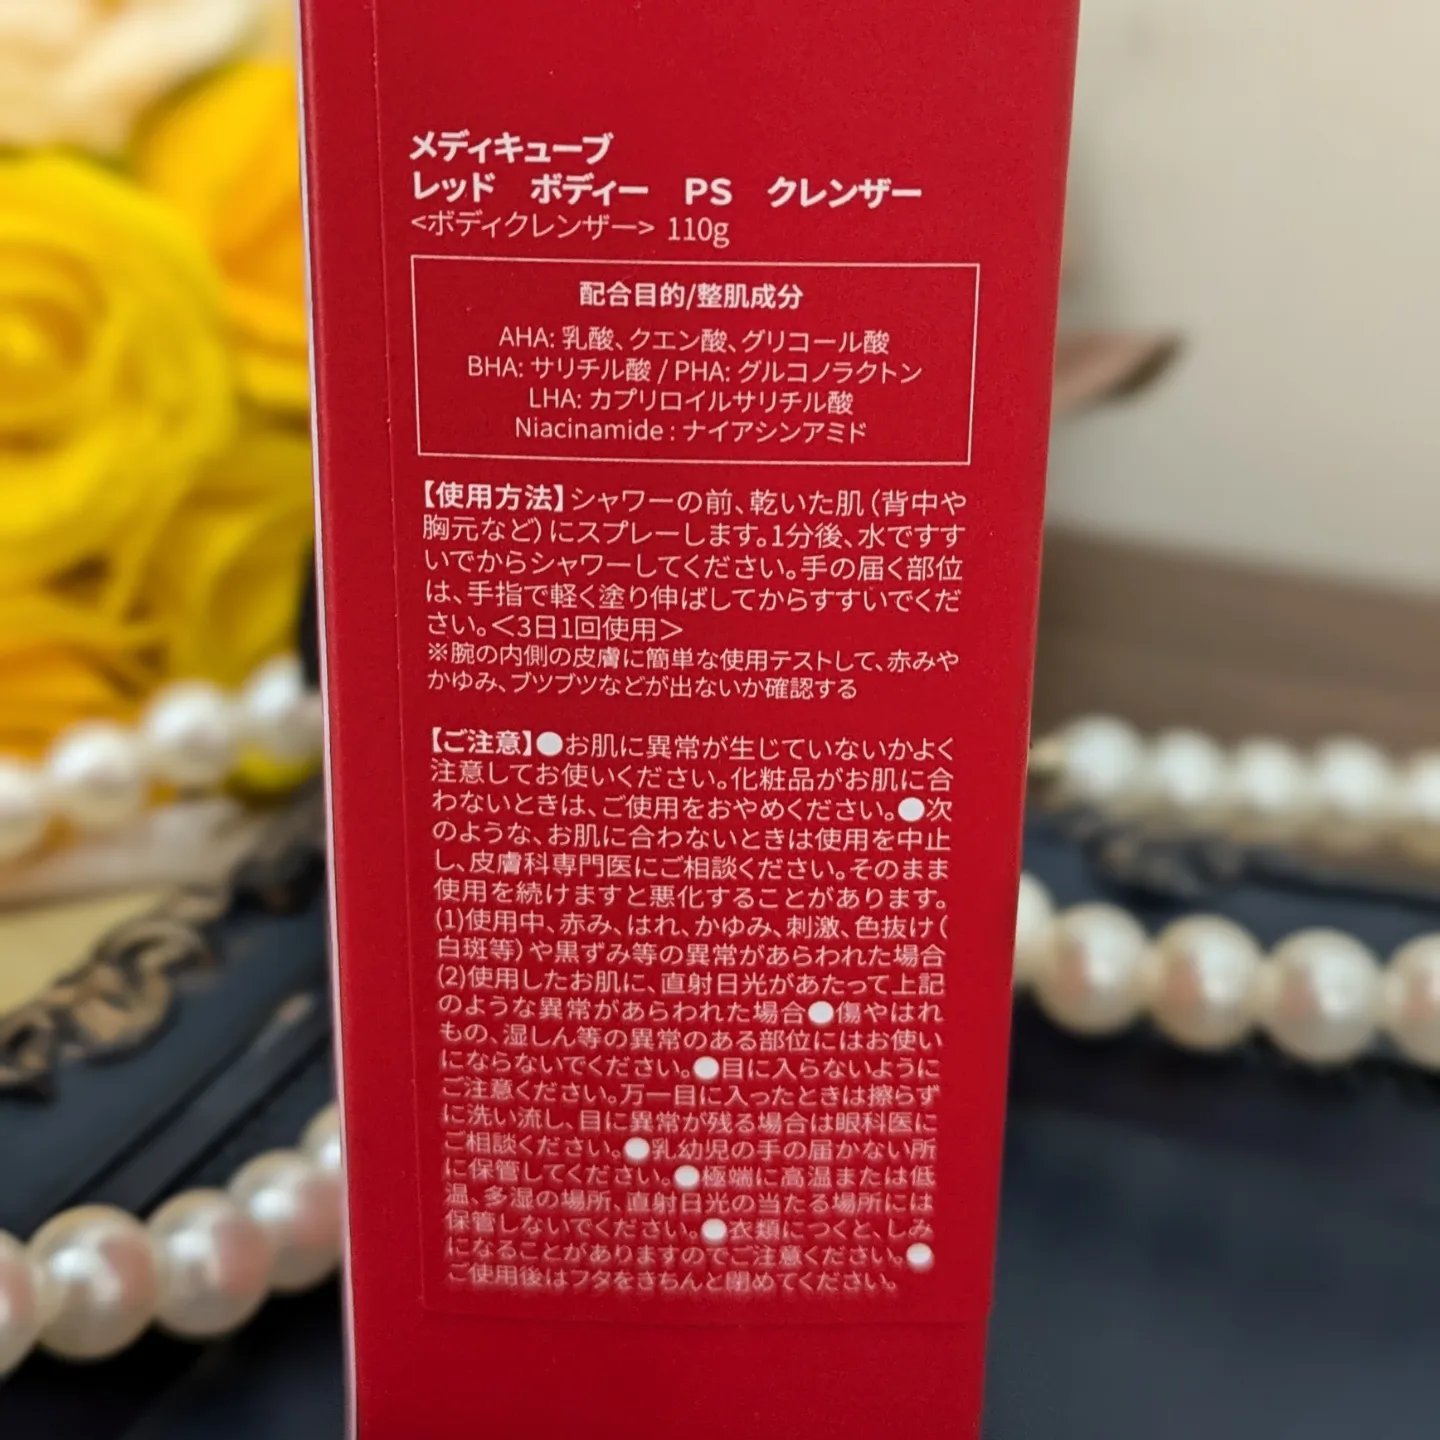 メディキューブ
レッド ボディー PS クレンザー
<ボディクレンザー> 110g
配合目的/整肌成分
AHA: 乳酸、クエン酸、グリコール酸
BHA: サリチル酸 / PHA: グルコノラクトン
LHA: カプリロイルサリチル酸
Niacinamide : ナイアシンアミド
【使用方法】シャワーの前、乾いた肌(背中や
胸元など)にスプレーします。1分後、水ですす
いでからシャワーしてください。手の届く部位
は、手指で軽く塗り伸ばしてからすすいでくだ
さい。<3日1回使用>
※腕の内側の皮膚に簡単な使用テストして、赤みや
かゆみ、ブツブツなどが出ないか確認する
【ご注意】●お肌に異常が生じていないかよく
注意してお使いください。化粧品がお肌に合
わないときは、ご使用をおやめください。●次
のような、お肌に合わないときは使用を中止
し、皮膚科専門医にご相談ください。そのまま
使用を続けますと悪化することがあります。
(1)使用中、赤み、はれ、かゆみ、刺激、色抜け(
白斑等)や黒ずみ等の異常があらわれた場合
(2)使用したお肌に、直射日光があたって上記
のような異常があらわれた場合●傷やはれ
もの、湿しん等の異常のある部位にはお使い
にならないでください。●目に入らないように
ご注意ください。万一目に入ったときは擦らず
に洗い流し、目に異常が残る場合は眼科医に
ご相談ください。●乳幼児の手の届かない所
に保管してください。●極端に高温または低
温、多湿の場所、直射日光の当たる場所には
保管しないでください。●衣類につくと、しみ
になることがありますのでご注意ください。●
ご使用後はフタをきちんと閉めてください。